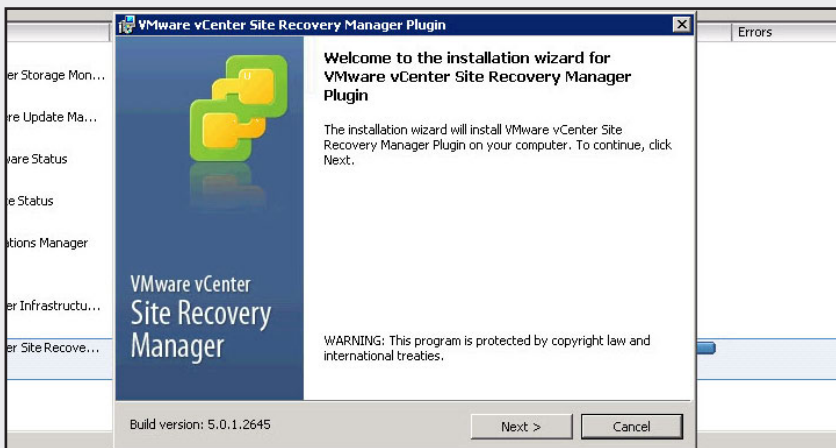 VMware vCenter Site Recovery Manager Plugin
Errors
er Storage Mon...
re Update Ma...
ware Status
e Status
ations Manager
er Infrastructu...
er Site Recove...
Welcome to the installation wizard for
VMware vCenter Site Recovery Manager
Plugin
The installation wizard will install VMware vCenter Site
Recovery Manager Plugin on your computer. To continue, click
Next.
VMware vCenter
Site Recovery
Manager
WARNING: This program is protected by copyright law and
international treaties.
Build version: 5.0.1.2645
Next >
Cancel